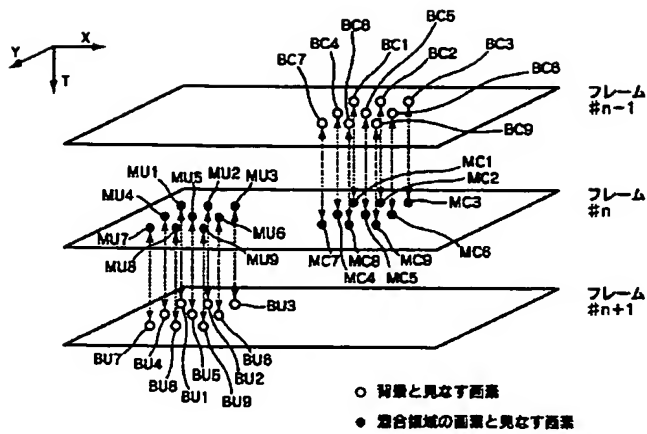 BC5
BC8
BC1
BC3
BC4
BC2
BC6
BC7
BC9
Y
X
T
フレーム
#n-1
MU1
MU2
MU3
MU5
MU4
MU7
MU6
MU8
MU9
MC1
MC2
MC3
MC6
MC7
MC8
MC9
MC4
MC5
フレーム
#n
BU3
BU7
BU6
BU4
BU2
BU8
BU5
BU9
BU1
フレーム
#n+1
○ 背景と見なす画素
● 混合領域の画素と見なす画素